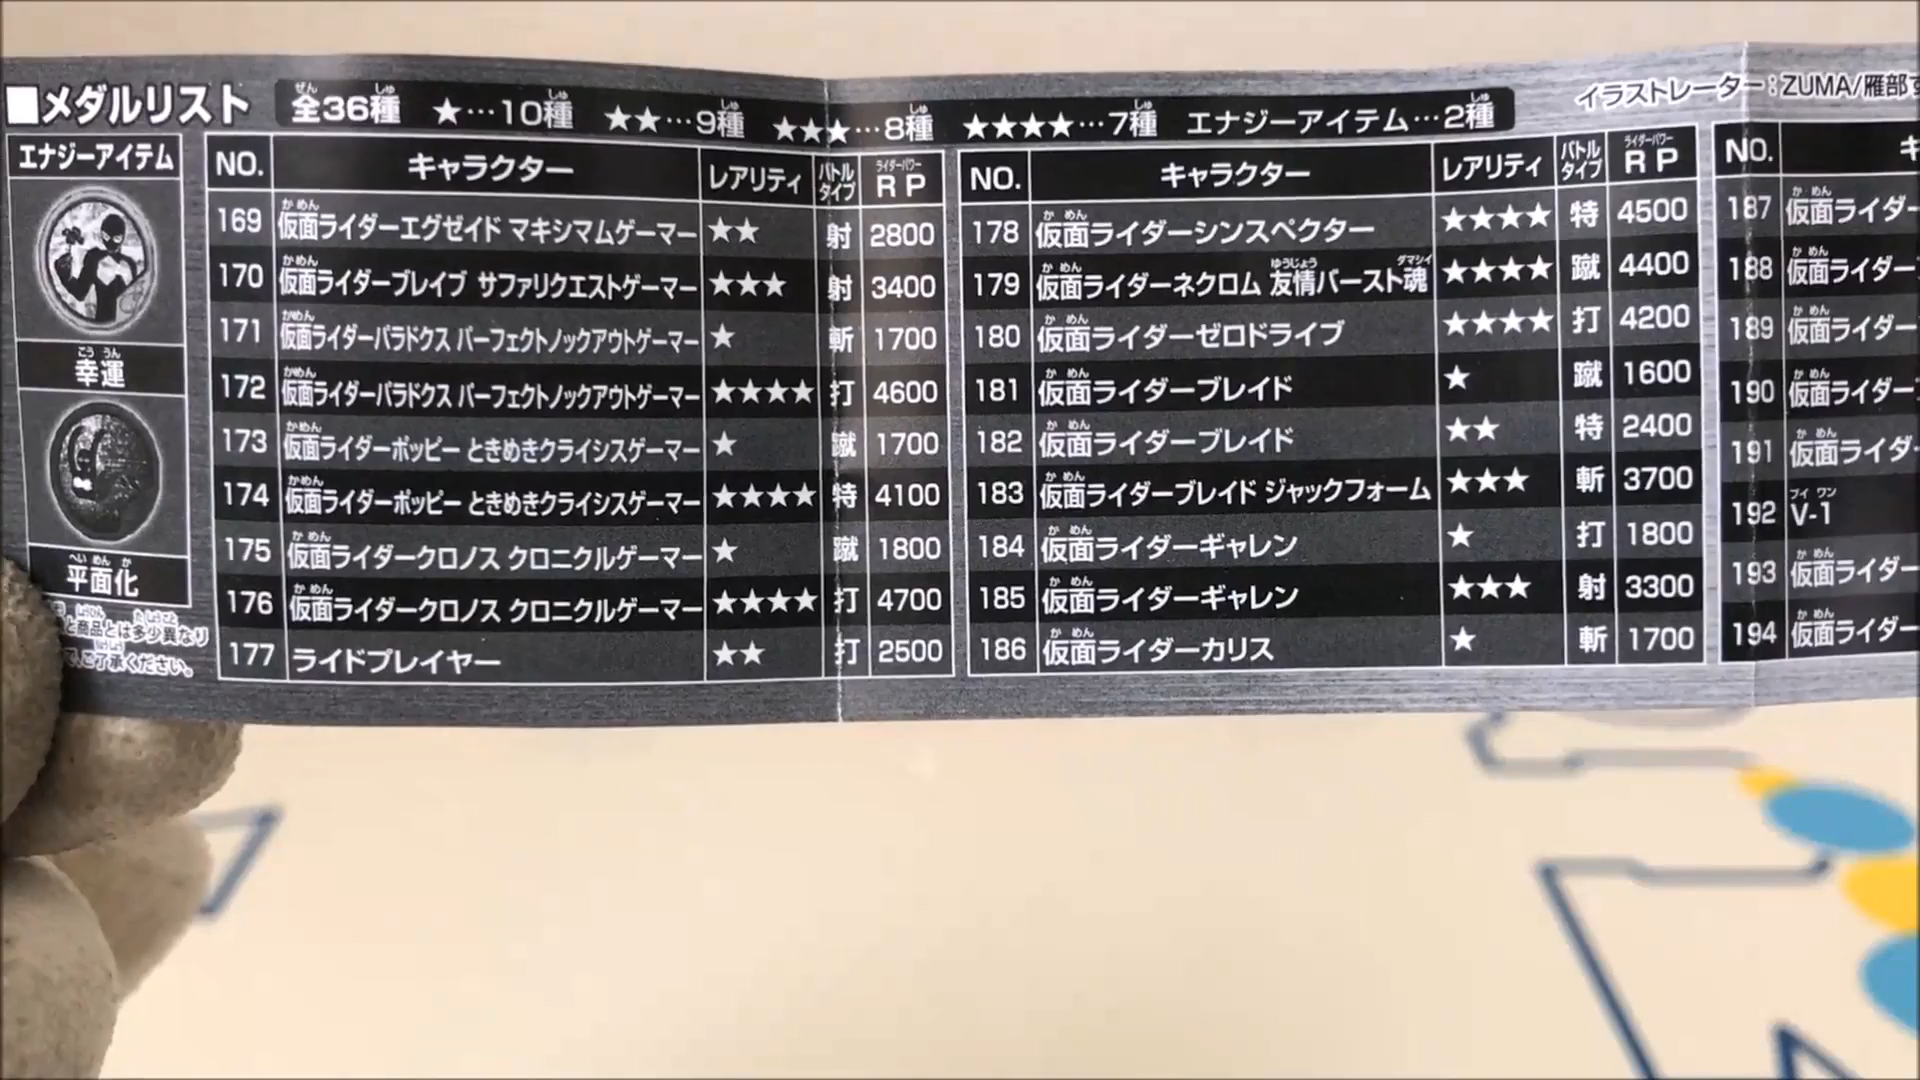 ■メダルリスト 全36種 ★…10種 ★★…9種 ★★★…8種 ★★★★…7種 エナジーアイテム…2種
イラストレーター：ZUMA/雁部
エナジーアイテム
幸運
平面化
と商品とは多少異なり
ご了承ください。
NO. キャラクター レアリティ バトルタイプ RP
169 仮面ライダーエグゼイド マキシマムゲーマー ★★ 射 2800
170 仮面ライダーブレイブ サファリクエストゲーマー ★★★ 射 3400
171 仮面ライダーパラドクス パーフェクトノックアウトゲーマー ★ 斬 1700
172 仮面ライダーパラドクス パーフェクトノックアウトゲーマー ★★★★ 打 4600
173 仮面ライダーポッピー ときめきクライシスゲーマー ★ 蹴 1700
174 仮面ライダーポッピー ときめきクライシスゲーマー ★★★★ 特 4100
175 仮面ライダークロノス クロニクルゲーマー ★ 蹴 1800
176 仮面ライダークロノス クロニクルゲーマー ★★★★ 打 4700
177 ライドプレイヤー ★★ 打 2500
NO. キャラクター レアリティ バトルタイプ RP
178 仮面ライダーシンスペクター ★★★★ 特 4500
179 仮面ライダーネクロム 友情バースト魂 ★★★★ 蹴 4400
180 仮面ライダーゼロドライブ ★★★★ 打 4200
181 仮面ライダーブレイド ★ 蹴 1600
182 仮面ライダーブレイド ★★ 特 2400
183 仮面ライダーブレイド ジャックフォーム ★★★ 斬 3700
184 仮面ライダーギャレン ★ 打 1800
185 仮面ライダーギャレン ★★★ 射 3300
186 仮面ライダーカリス ★ 斬 1700
NO. キ
187 仮面ライダー
188 仮面ライダー
189 仮面ライダー
190 仮面ライダー
191 仮面ライダ
192 V-1
193 仮面ライダー
194 仮面ライダー